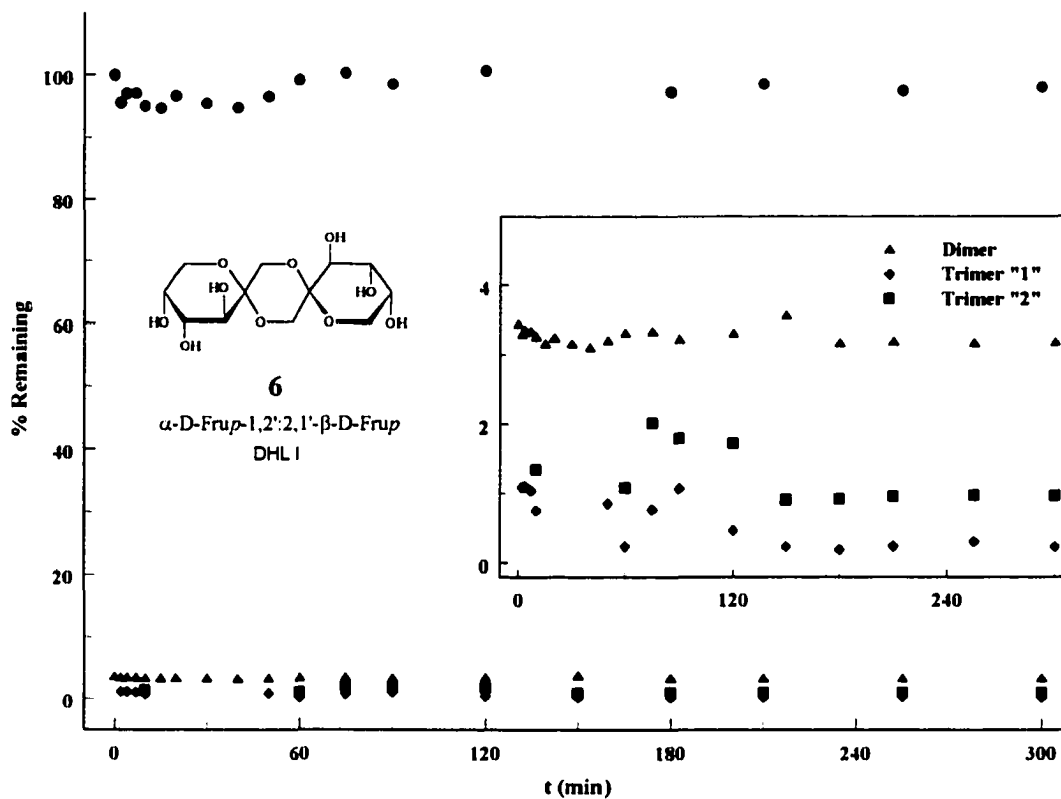 100
80
60
40
20
0
% Remaining
OH
O
O
HO
HO
HO
OH
O
O
OH
6
α-D-Frup-1,2':2,1'-β-D-Frup
DHL I
Dimer
Trimer "1"
Trimer "2"
4
2
0
0 120 240
0 60 120 180 240 300
t (min)